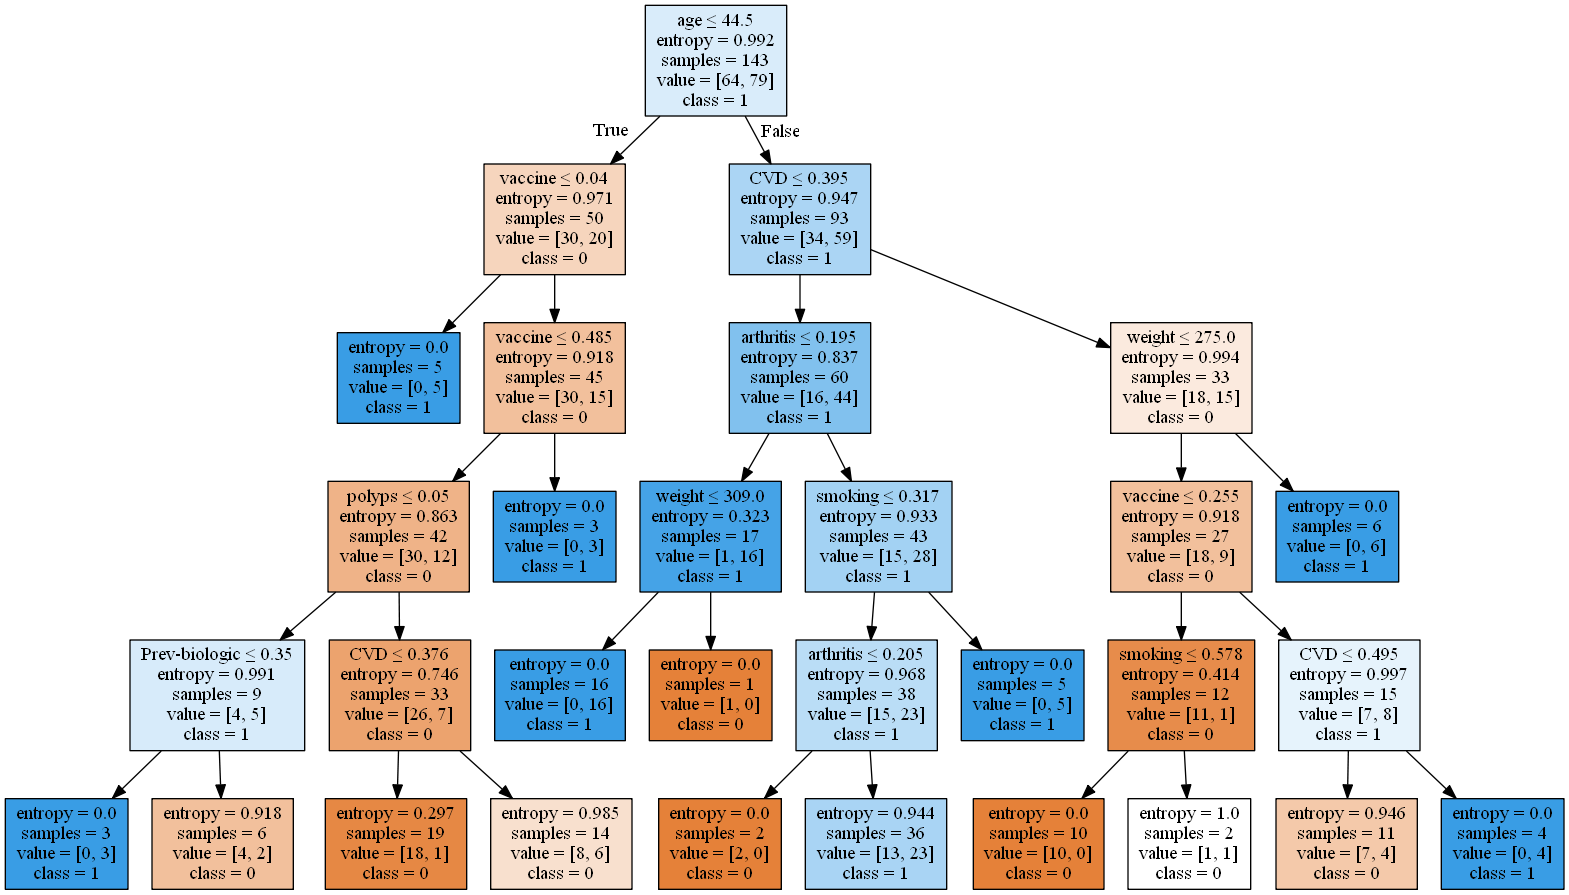 age ≤ 44.5
entropy = 0.992
samples = 143
value = [64, 79]
class = 1
True
False
vaccine ≤ 0.04
entropy = 0.971
samples = 50
value = [30, 20]
class = 0
CVD ≤ 0.395
entropy = 0.947
samples = 93
value = [34, 59]
class = 1
entropy = 0.0
samples = 5
value = [0, 5]
class = 1
vaccine ≤ 0.485
entropy = 0.918
samples = 45
value = [30, 15]
class = 0
arthritis ≤ 0.195
entropy = 0.837
samples = 60
value = [16, 44]
class = 1
weight ≤ 275.0
entropy = 0.994
samples = 33
value = [18, 15]
class = 0
polyps ≤ 0.05
entropy = 0.863
samples = 42
value = [30, 12]
class = 0
entropy = 0.0
samples = 3
value = [0, 3]
class = 1
weight ≤ 309.0
entropy = 0.323
samples = 17
value = [1, 16]
class = 1
smoking ≤ 0.317
entropy = 0.933
samples = 43
value = [15, 28]
class = 1
vaccine ≤ 0.255
entropy = 0.918
samples = 27
value = [18, 9]
class = 0
entropy = 0.0
samples = 6
value = [0, 6]
class = 1
Prev-biologic ≤ 0.35
entropy = 0.991
samples = 9
value = [4, 5]
class = 1
CVD ≤ 0.376
entropy = 0.746
samples = 33
value = [26, 7]
class = 0
entropy = 0.0
samples = 16
value = [0, 16]
class = 1
entropy = 0.0
samples = 1
value = [1, 0]
class = 0
arthritis ≤ 0.205
entropy = 0.968
samples = 38
value = [15, 23]
class = 1
entropy = 0.0
samples = 5
value = [0, 5]
class = 1
smoking ≤ 0.578
entropy = 0.414
samples = 12
value = [11, 1]
class = 0
CVD ≤ 0.495
entropy = 0.997
samples = 15
value = [7, 8]
class = 1
entropy = 0.0
samples = 3
value = [0, 3]
class = 1
entropy = 0.918
samples = 6
value = [4, 2]
class = 0
entropy = 0.297
samples = 19
value = [18, 1]
class = 0
entropy = 0.985
samples = 14
value = [8, 6]
class = 0
entropy = 0.0
samples = 2
value = [2, 0]
class = 0
entropy = 0.944
samples = 36
value = [13, 23]
class = 1
entropy = 0.0
samples = 10
value = [10, 0]
class = 0
entropy = 1.0
samples = 2
value = [1, 1]
class = 0
entropy = 0.946
samples = 11
value = [7, 4]
class = 0
entropy = 0.0
samples = 4
value = [0, 4]
class = 1